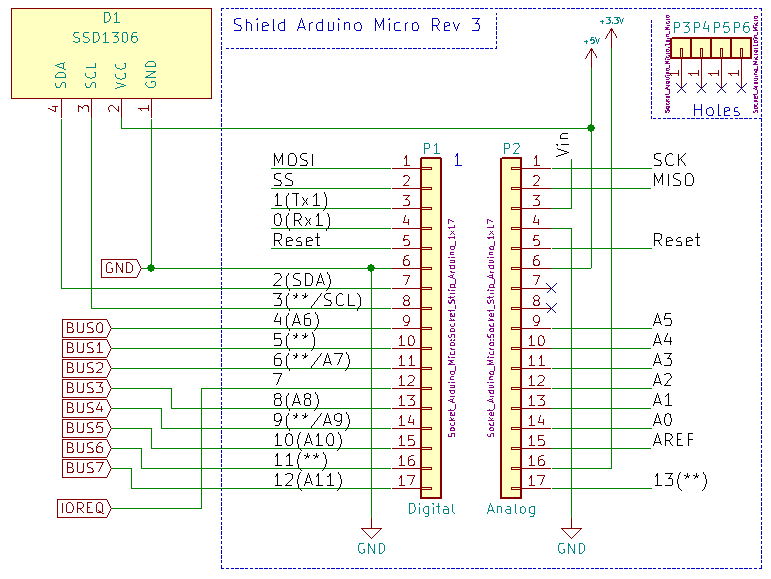 D1
SSD1306
SDA
SCL
VCC
GND
4
3
2
1
Shield Arduino Micro Rev 3
+5V
+3.3V
P3 P4 P5 P6
1 1 1 1
Holes
Vin
P1
1
P2
MOSI 1
SS 2
1(Tx1) 3
0(Rx1) 4
Reset 5
GND
6
2(SDA) 7
3(**/SCL) 8
BUS0 4(A6) 9
BUS1 5(**) 10
BUS2 6(**/A7) 11
BUS3 7 12
BUS4 8(A8) 13
BUS5 9(**/A9) 14
BUS6 10(A10) 15
BUS7 11(**) 16
12(A11) 17
IOREQ
Socket_Arduino_Micro:Socket_Strip_Arduino_1x17
Socket_Arduino_Micro:Socket_Strip_Arduino_1x17
1 SCK
2 MISO
3
4
5 Reset
6
7
8
9 A5
10 A4
11 A3
12 A2
13 A1
14 A0
15 AREF
16
17 13(**)
Digital
Analog
GND
GND